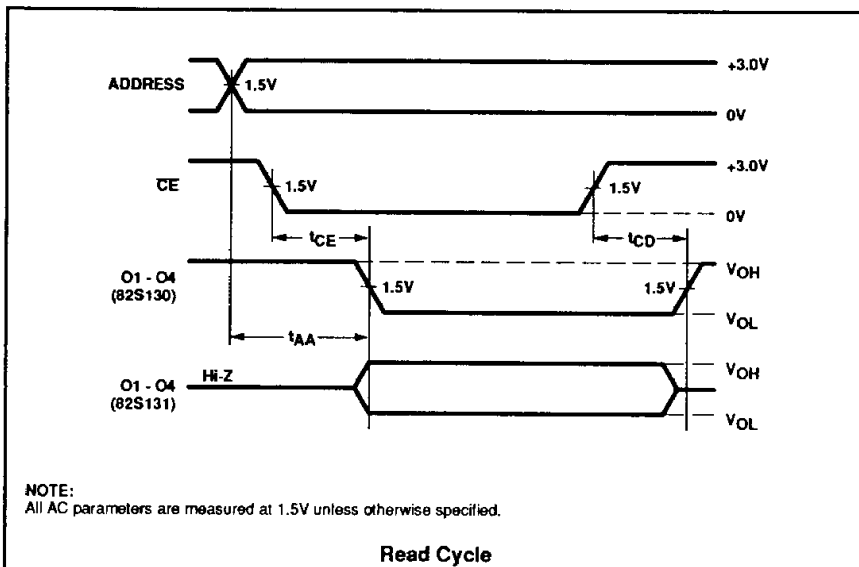 ADDRESS
1.5V
+3.0V
0V
CE
1.5V
1.5V
+3.0V
0V
tCE
tCD
O1 - O4
(82S130)
1.5V
1.5V
VOH
VOL
tAA
O1 - O4
(82S131)
Hi-Z
VOH
VOL
NOTE:
All AC parameters are measured at 1.5V unless otherwise specified.
Read Cycle